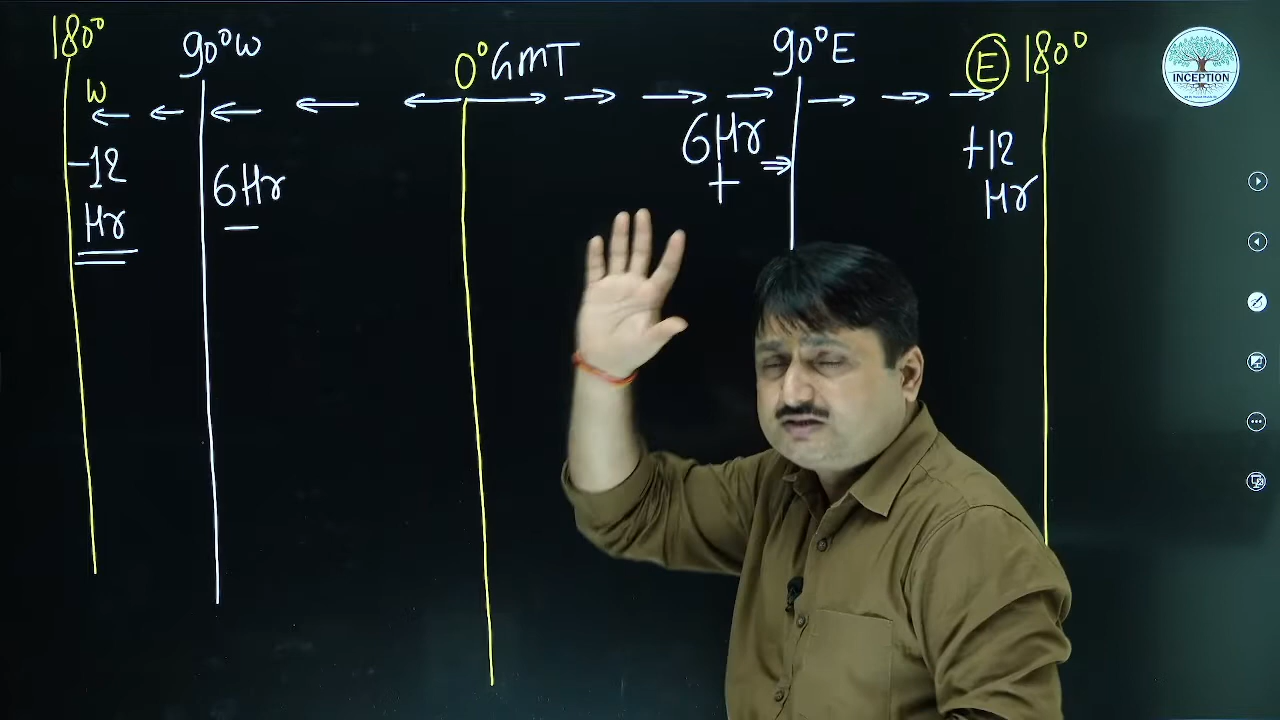 180°
90°W
0° GMT
90°E
E 180°
W
6Hr
+
+12
Hr
-12
Hr
6Hr
-
INCEPTION